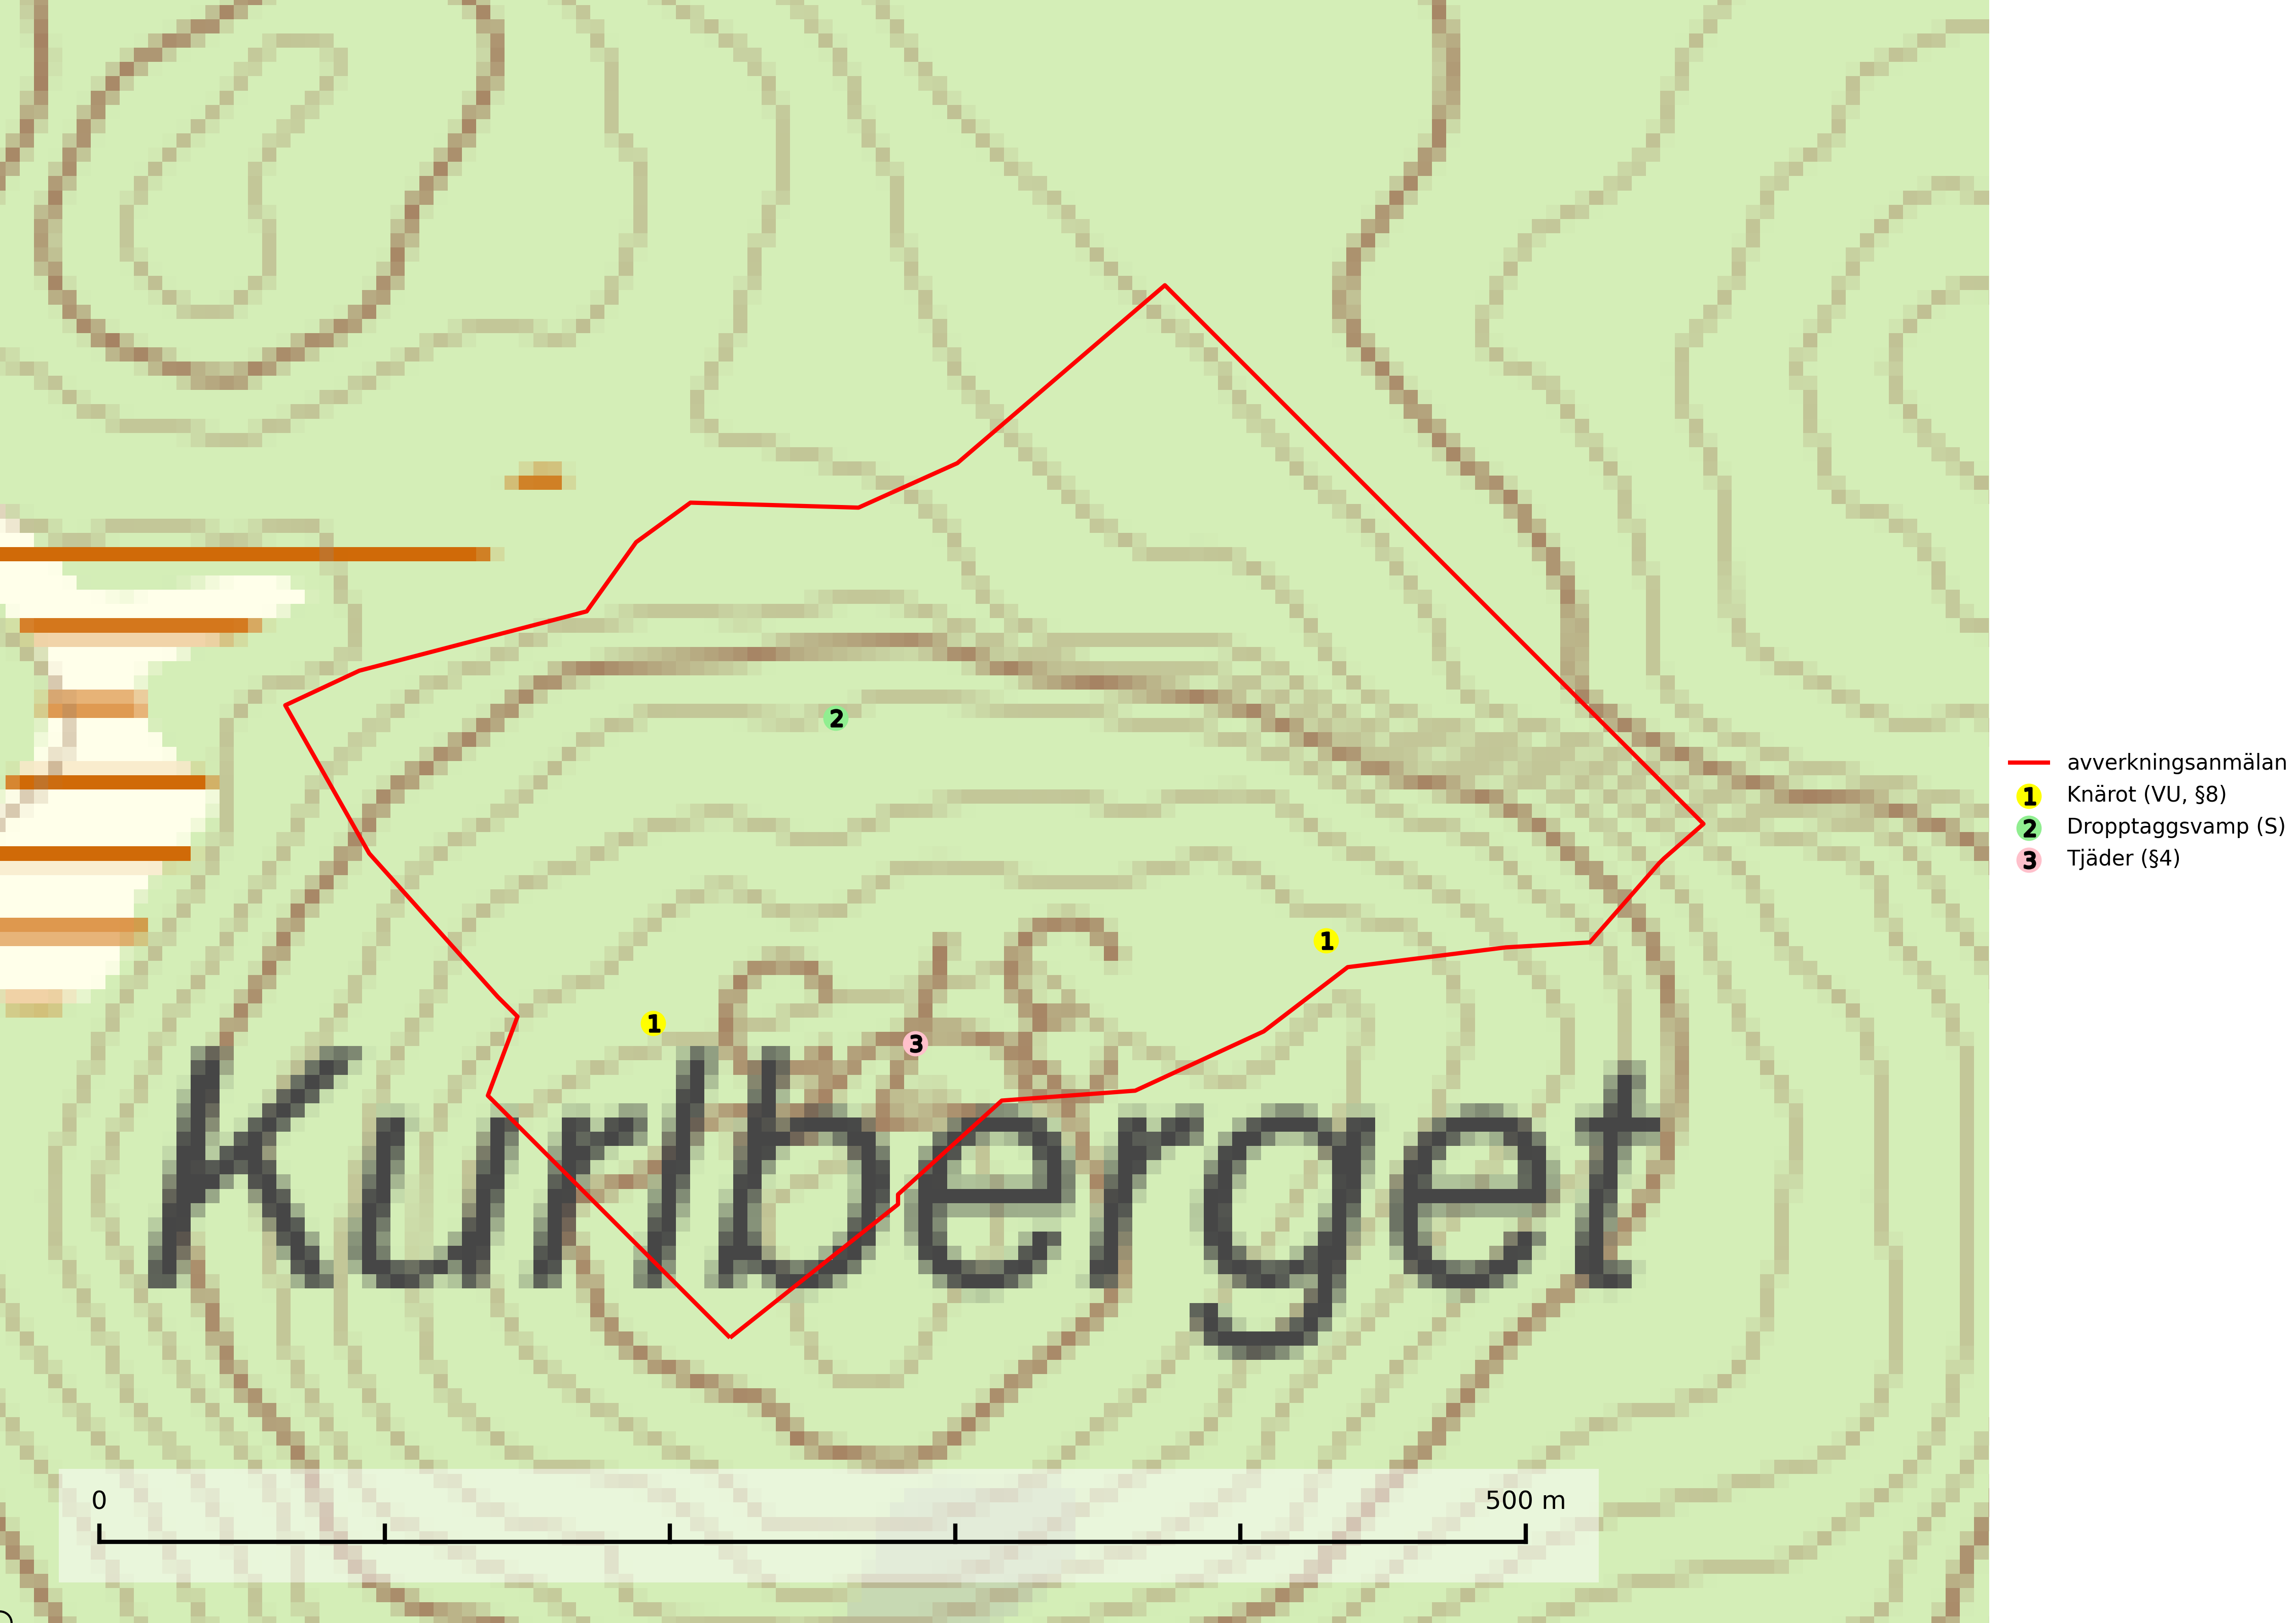 2
1
1
3
Kurlberget
0 500 m
avverkningsanmälan
1 Knärot (VU, §8)
2 Dropptaggsvamp (S)
3 Tjäder (§4)